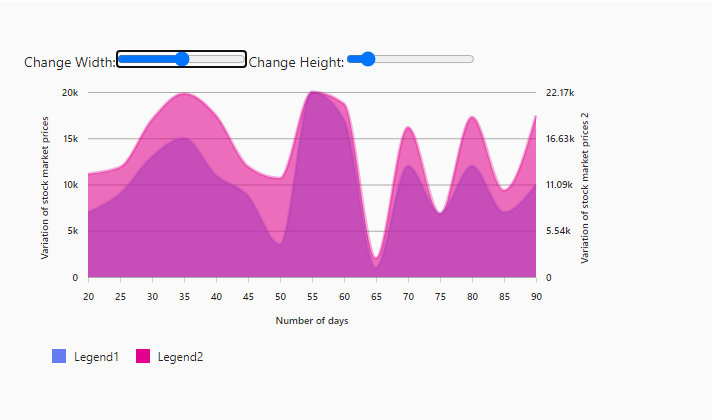 Change Width: Change Height:
Variation of stock market prices
20k
15k
10k
5k
0
22.17k
16.63k
11.09k
5.54k
0
Variation of stock market prices 2
20 25 30 35 40 45 50 55 60 65 70 75 80 85 90
Number of days
Legend1 Legend2